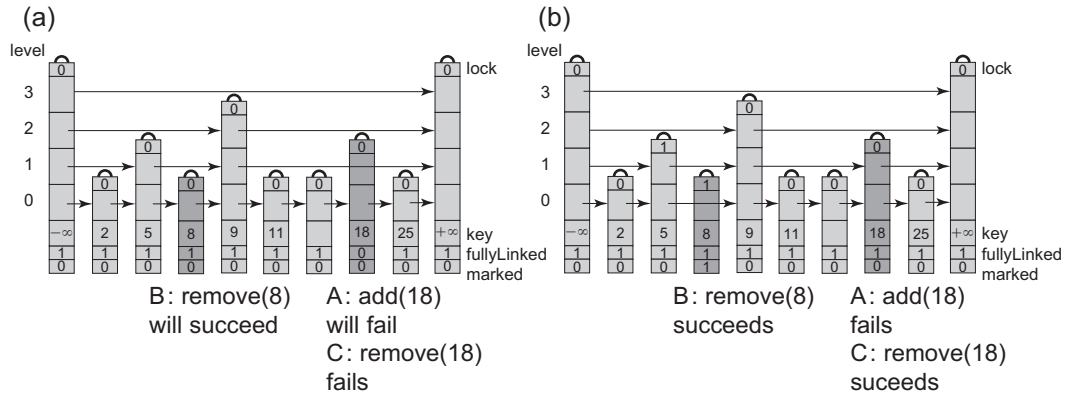 (a)
level
0 0 lock
3
0
2
0 0
1
0 0 0 0 0
0
−∞ 2 5 8 9 11 18 25 +∞ key
1 1 1 1 1 1 1 0 1 1 fullyLinked
0 0 0 0 0 0 0 0 0 0 marked
B: remove(8)
will succeed
A: add(18)
will fail
C: remove(18)
fails
(b)
level
0 0 lock
3
0
2
1 0
1
0 1 0 0 0
0
−∞ 2 5 8 9 11 18 25 +∞ key
1 1 1 1 1 1 1 1 1 1 fullyLinked
0 0 0 1 0 0 0 0 0 0 marked
B: remove(8)
succeeds
A: add(18)
fails
C: remove(18)
suceeds